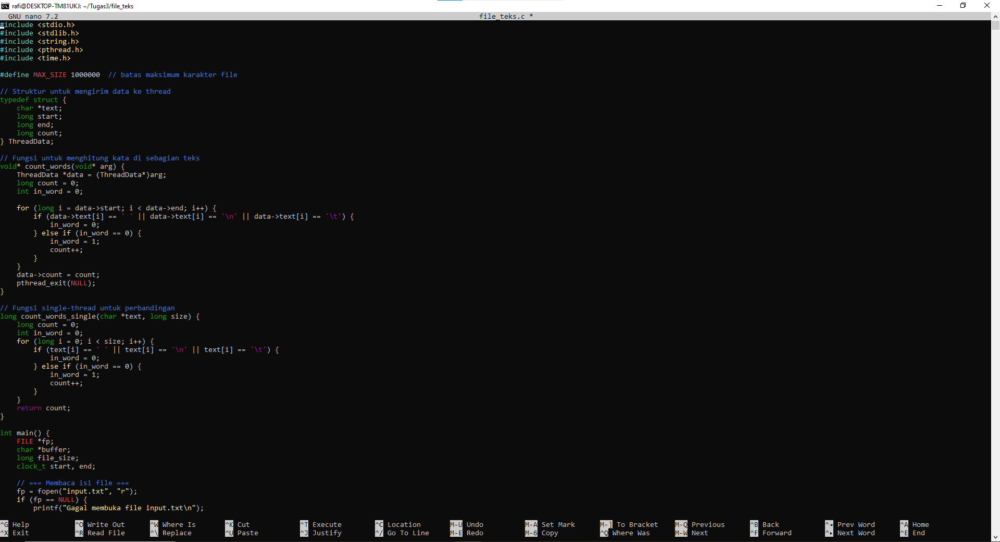 rafi@DESKTOP-TM81UKJ: ~/Tugas3/file_teks
GNU nano 7.2 file_teks.c *
#include <stdio.h>
#include <stdlib.h>
#include <string.h>
#include <pthread.h>
#include <time.h>

#define MAX_SIZE 1000000  // batas maksimum karakter file

// Struktur untuk mengirim data ke thread
typedef struct {
    char *text;
    long start;
    long end;
    long count;
} ThreadData;

// Fungsi untuk menghitung kata di sebagian teks
void* count_words(void* arg) {
    ThreadData *data = (ThreadData*)arg;
    long count = 0;
    int in_word = 0;

    for (long i = data->start; i < data->end; i++) {
        if (data->text[i] == ' ' || data->text[i] == '\n' || data->text[i] == '\t') {
            in_word = 0;
        } else if (in_word == 0) {
            in_word = 1;
            count++;
        }
    }
    data->count = count;
    pthread_exit(NULL);
}

// Fungsi single-thread untuk perbandingan
long count_words_single(char *text, long size) {
    long count = 0;
    int in_word = 0;
    for (long i = 0; i < size; i++) {
        if (text[i] == ' ' || text[i] == '\n' || text[i] == '\t') {
            in_word = 0;
        } else if (in_word == 0) {
            in_word = 1;
            count++;
        }
    }
    return count;
}

int main() {
    FILE *fp;
    char *buffer;
    long file_size;
    clock_t start, end;

    // === Membaca isi file ===
    fp = fopen("input.txt", "r");
    if (fp == NULL) {
        printf("Gagal membuka file input.txt\n");
^G Help ^O Write Out ^W Where Is ^K Cut ^T Execute ^C Location M-U Undo M-A Set Mark M-] To Bracket M-Q Previous ^B Back ^◂ Prev Word ^A Home
^X Exit ^R Read File ^\ Replace ^U Paste ^J Justify ^/ Go To Line M-E Redo M-6 Copy ^Q Where Was M-W Next ^F Forward ^▸ Next Word ^E End